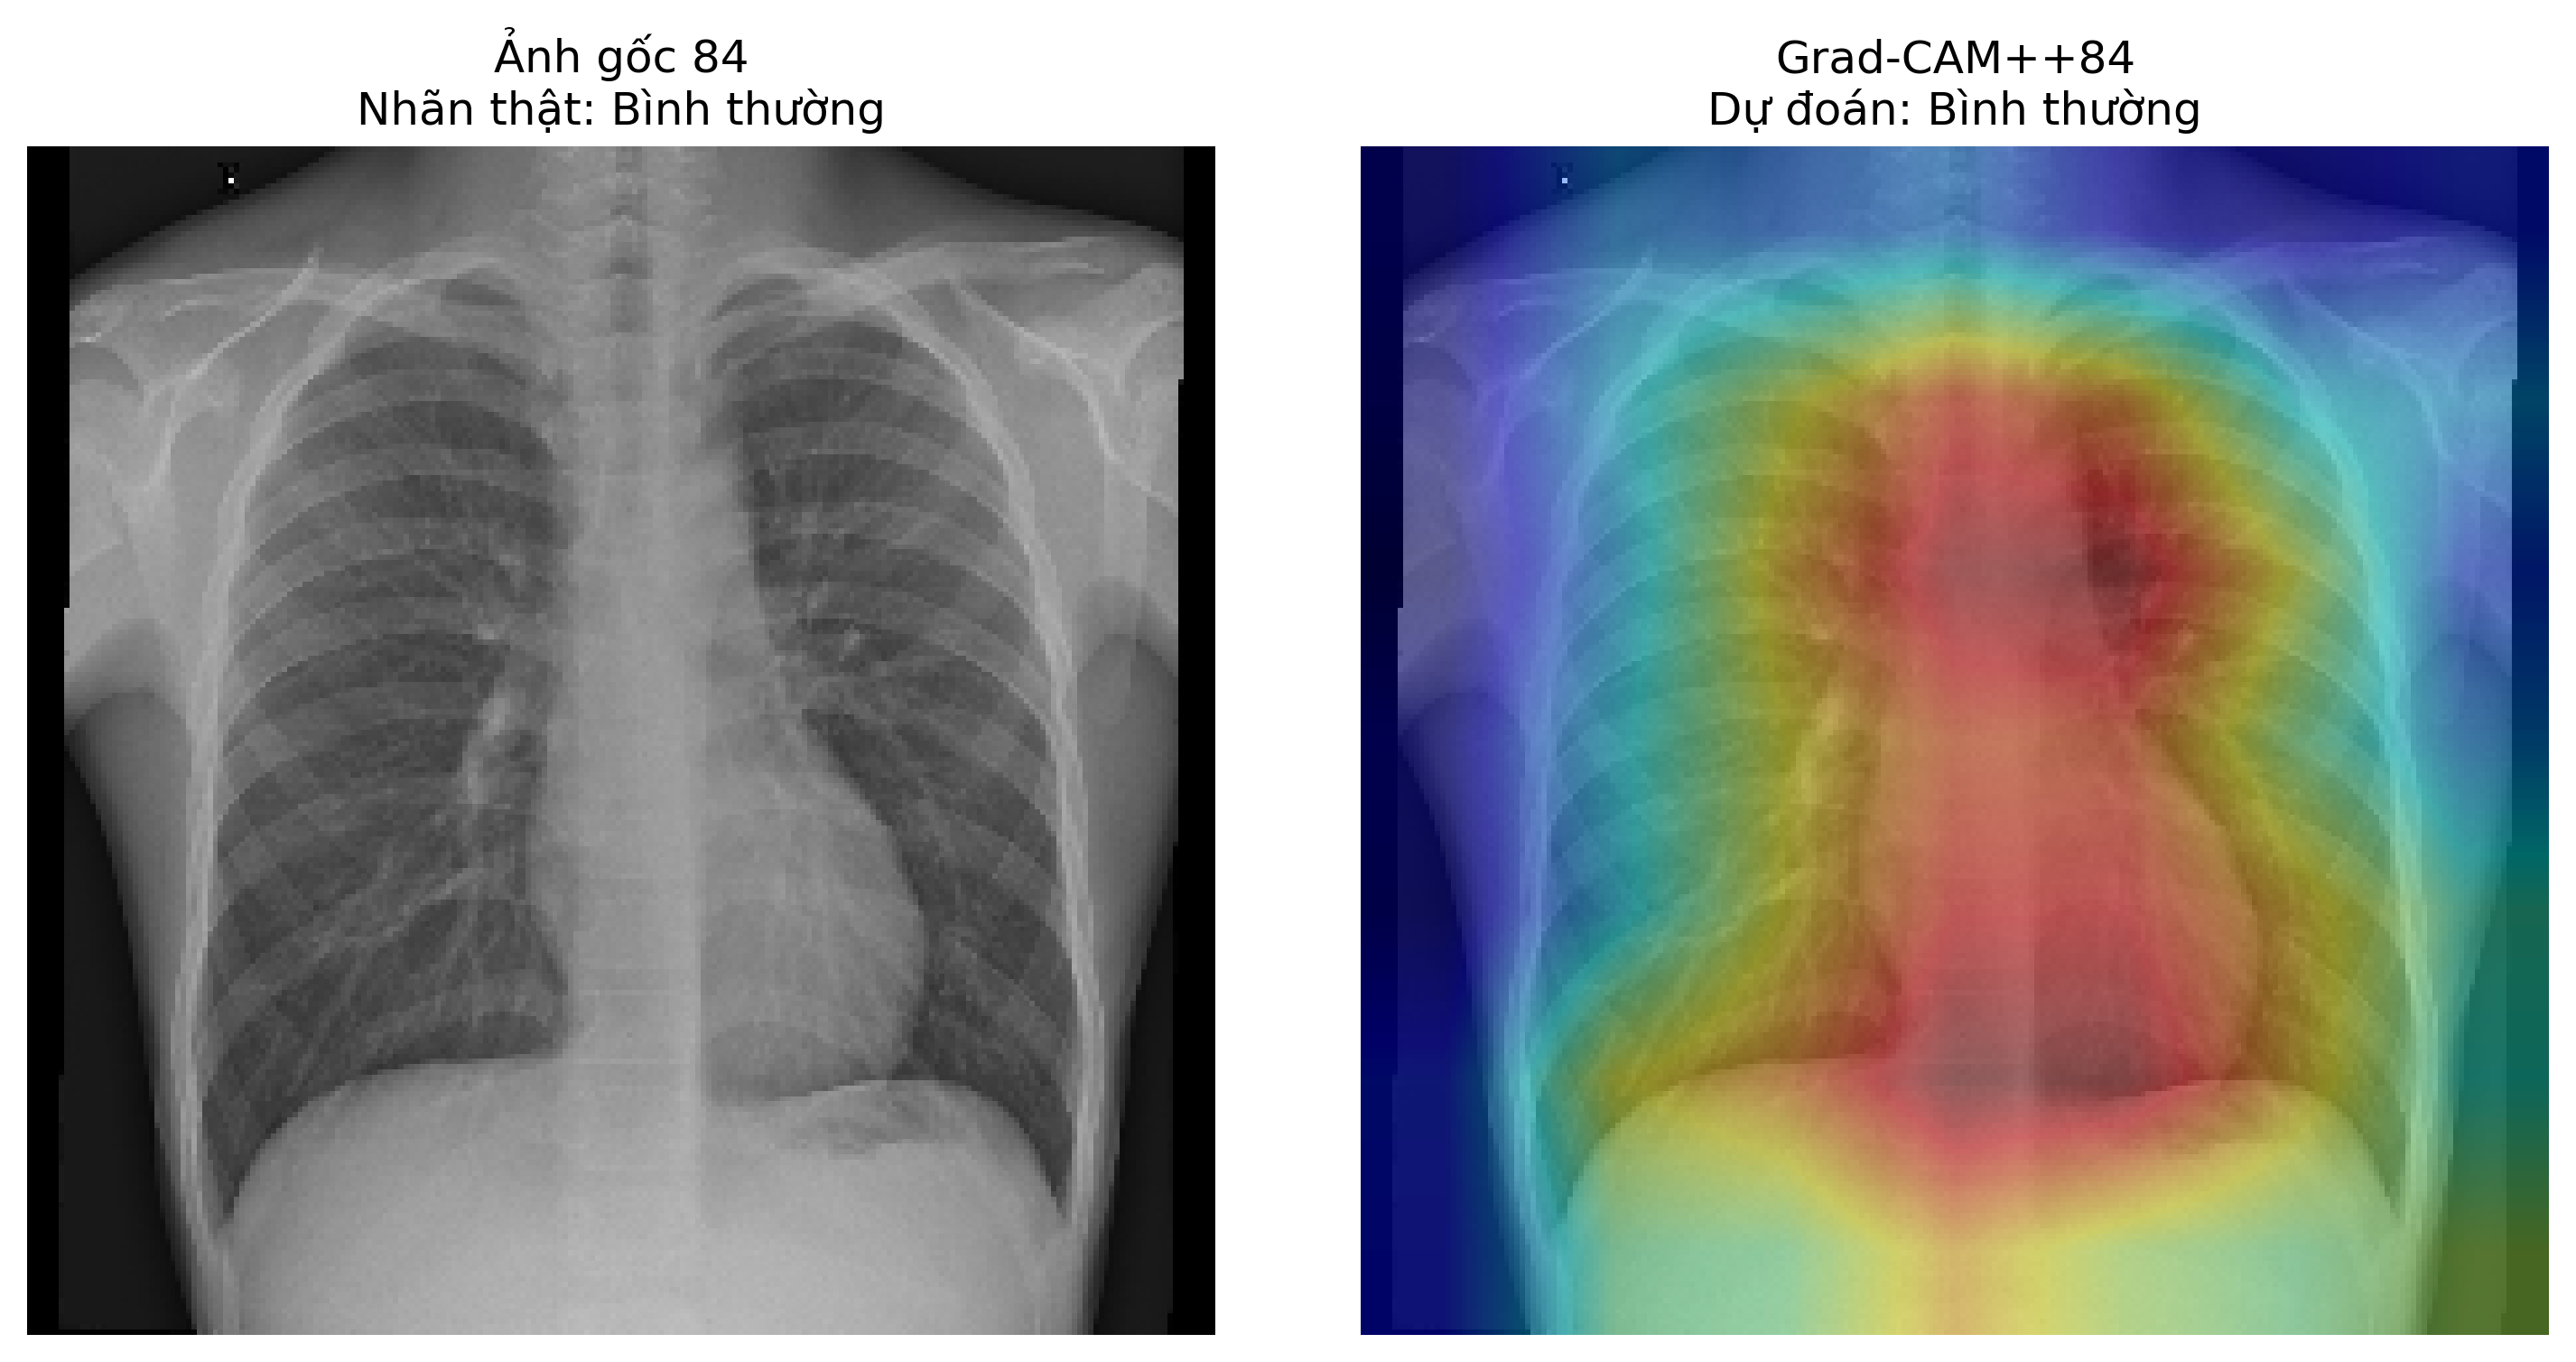 Ảnh gốc 84
Nhãn thật: Bình thường
Grad-CAM++84
Dự đoán: Bình thường